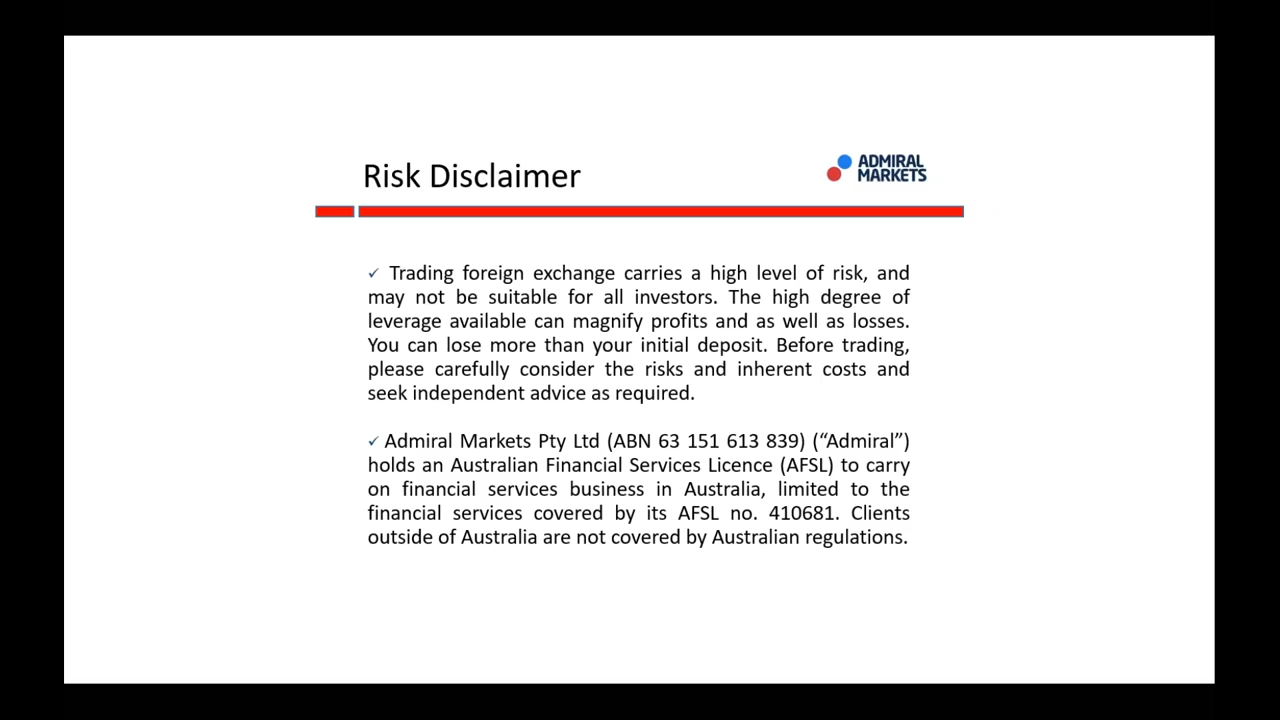 Risk Disclaimer
ADMIRAL
MARKETS
✓ Trading foreign exchange carries a high level of risk, and
may not be suitable for all investors. The high degree of
leverage available can magnify profits and as well as losses.
You can lose more than your initial deposit. Before trading,
please carefully consider the risks and inherent costs and
seek independent advice as required.
✓ Admiral Markets Pty Ltd (ABN 63 151 613 839) (“Admiral”)
holds an Australian Financial Services Licence (AFSL) to carry
on financial services business in Australia, limited to the
financial services covered by its AFSL no. 410681. Clients
outside of Australia are not covered by Australian regulations.